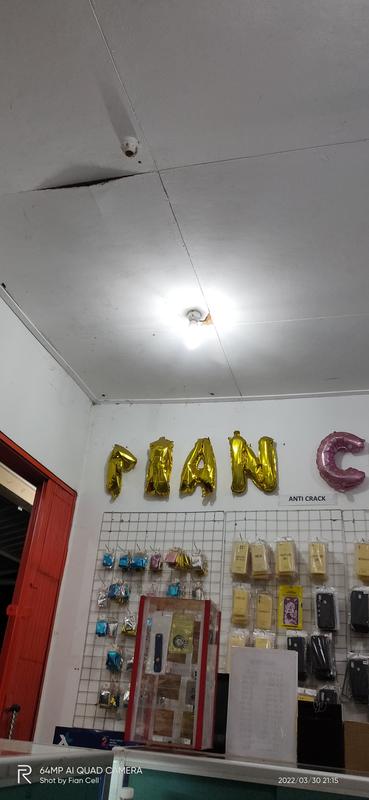 FIAN C
ANTI CRACK
64MP AI QUAD CAMERA
Shot by Fian Cell
2022/03/30 21:15